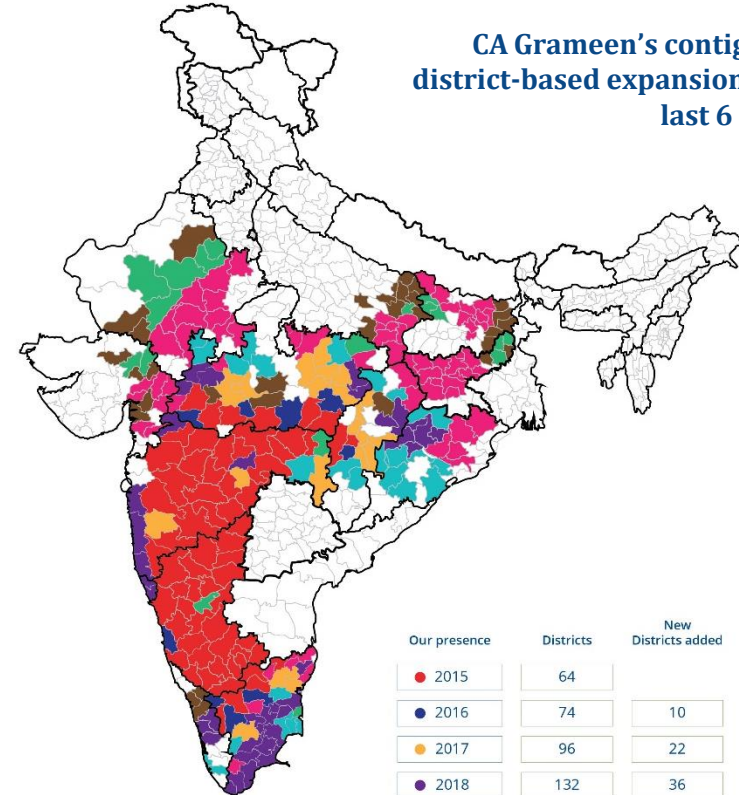 CA Grameen's
district-based expansion
last 6
Our presence Districts New Districts added
2015 64
2016 74 10
2017 96 22
2018 132 36